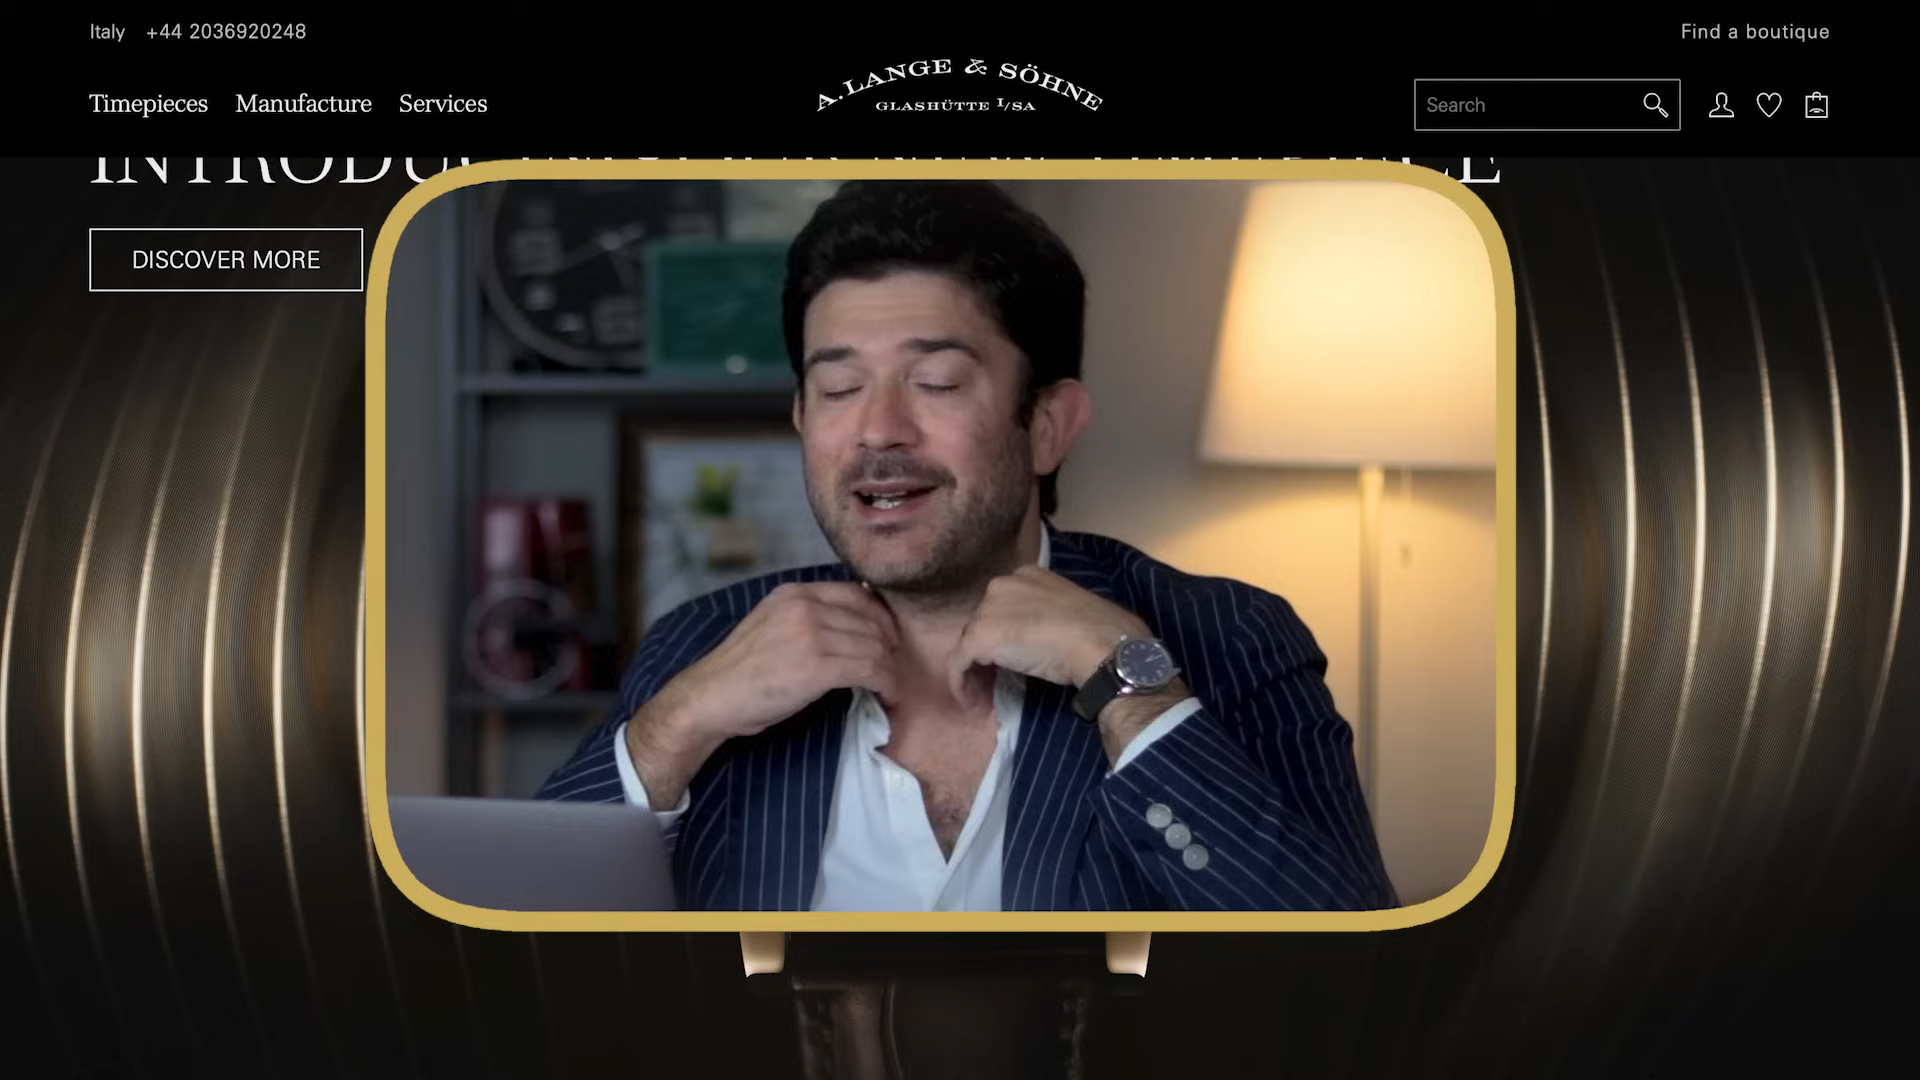 Italy +44 2036920248
Find a boutique
A. LANGE & SÖHNE
GLASHÜTTE I/SA
Timepieces Manufacture Services
Search
DISCOVER MORE